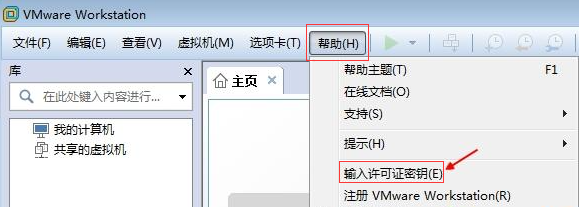 VMware Workstation
文件(F) 编辑(E) 查看(V) 虚拟机(M) 选项卡(T) 帮助(H)
库
在此处键入内容进行...
我的计算机
共享的虚拟机
主页
帮助主题(T) F1
在线文档(O)
支持(S)
提示(H)
输入许可证密钥(E)
注册 VMware Workstation(R)